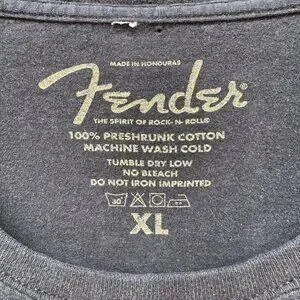 MADE IN HONDURAS
Fender®
THE SPIRIT OF ROCK-N-ROLL®
100% PRESHRUNK COTTON
MACHINE WASH COLD
TUMBLE DRY LOW
NO BLEACH
DO NOT IRON IMPRINTED
30°
XL